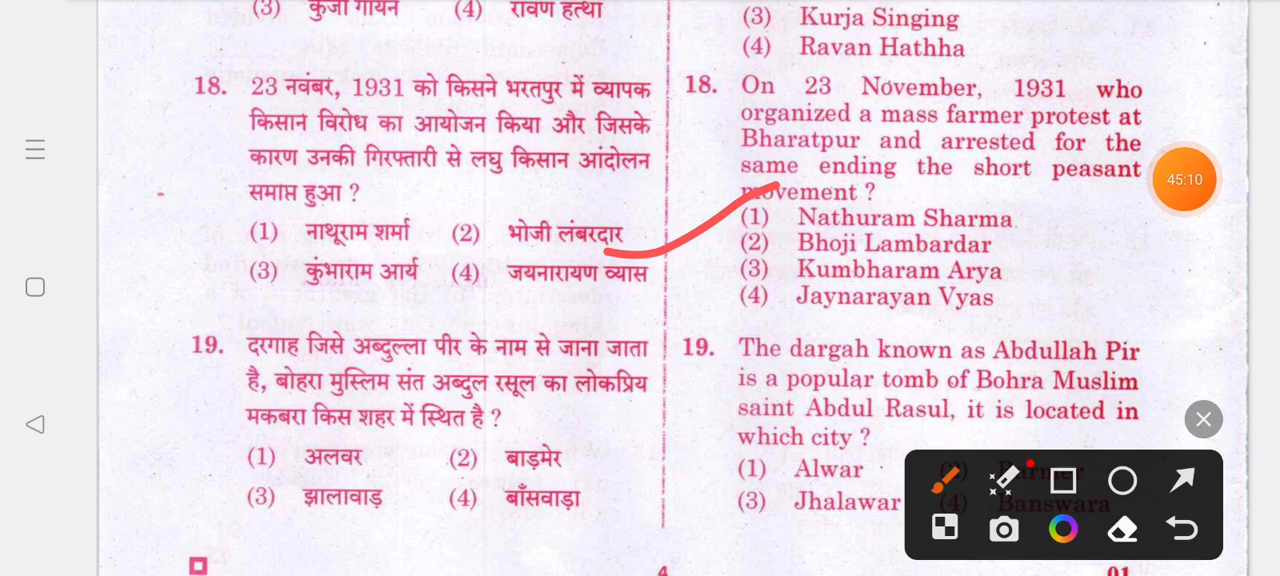 (3) कुर्जा गायन (4) रावण हत्था
18. 23 नवंबर, 1931 को किसने भरतपुर में व्यापक
किसान विरोध का आयोजन किया और जिसके
कारण उनकी गिरफ्तारी से लघु किसान आंदोलन
समाप्त हुआ ?
(1) नाथूराम शर्मा (2) भोजी लंबरदार
(3) कुंभाराम आर्य (4) जयनारायण व्यास
19. दरगाह जिसे अब्दुल्ला पीर के नाम से जाना जाता
है, बोहरा मुस्लिम संत अब्दुल रसूल का लोकप्रिय
मकबरा किस शहर में स्थित है ?
(1) अलवर (2) बाड़मेर
(3) झालावाड़ (4) बाँसवाड़ा
(3) Kurja Singing
(4) Ravan Hathha
18. On 23 November, 1931 who
organized a mass farmer protest at
Bharatpur and arrested for the
same ending the short peasant
movement ?
(1) Nathuram Sharma
(2) Bhoji Lambardar
(3) Kumbharam Arya
(4) Jaynarayan Vyas
19. The dargah known as Abdullah Pir
is a popular tomb of Bohra Muslim
saint Abdul Rasul, it is located in
which city ?
(1) Alwar (2) Barmer
(3) Jhalawar (4) Banswara
4
01
45:10